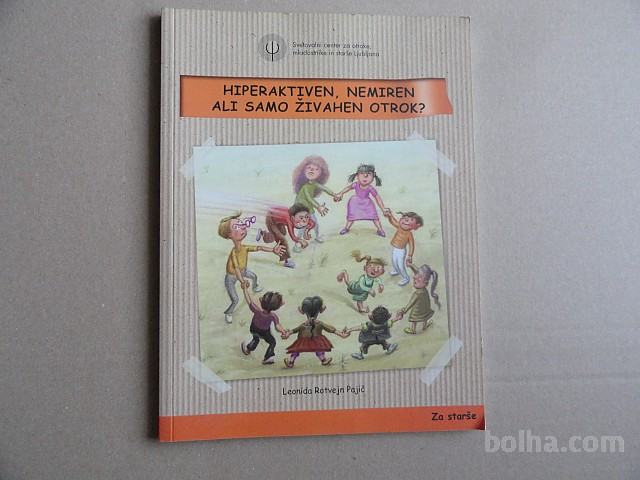 Svetovalni center za otroke,
mladostnike in starše Ljubljana
HIPERAKTIVEN, NEMIREN
ALI SAMO ŽIVAHEN OTROK?
Leonida Rotvejn Pajič
Za starše
bolha.com